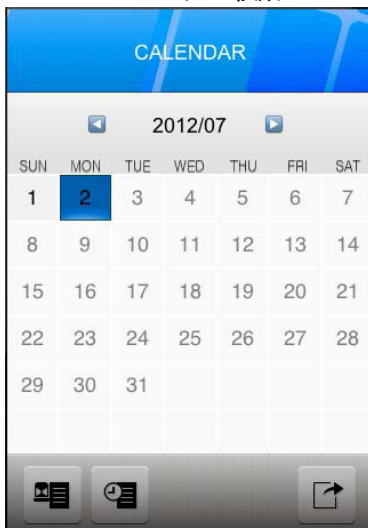 CALENDAR
2012/07
SUN MON TUE WED THU FRI SAT
1 2 3 4 5 6 7
8 9 10 11 12 13 14
15 16 17 18 19 20 21
22 23 24 25 26 27 28
29 30 31